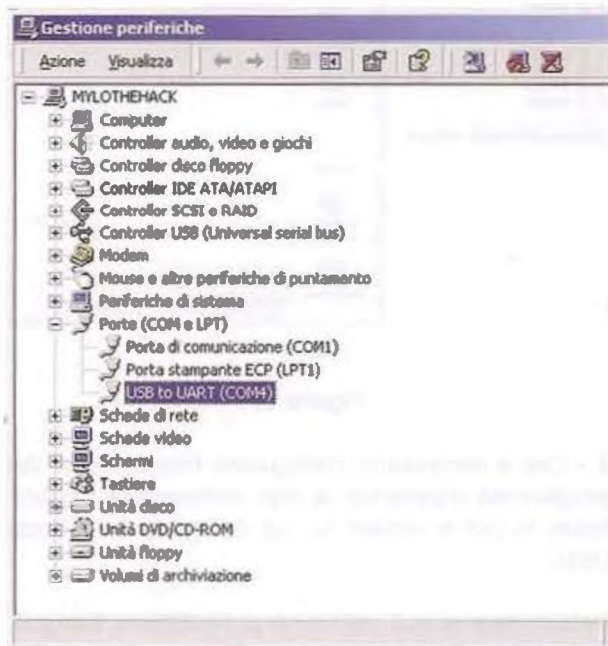 Gestione periferiche
Azione Visualizza
MYLOTHEHACK
Computer
Controller audio, video e giochi
Controller disco floppy
Controller IDE ATA/ATAPI
Controller SCSI e RAID
Controller USB (Universal serial bus)
Modem
Mouse e altre periferiche di puntamento
Periferiche di sistema
Porte (COM e LPT)
Porta di comunicazione (COM1)
Porta stampante ECP (LPT1)
USB to UART (COM4)
Schede di rete
Schede video
Schermi
Tastiere
Unità disco
Unità DVD/CD-ROM
Unità floppy
Volumi di archiviazione